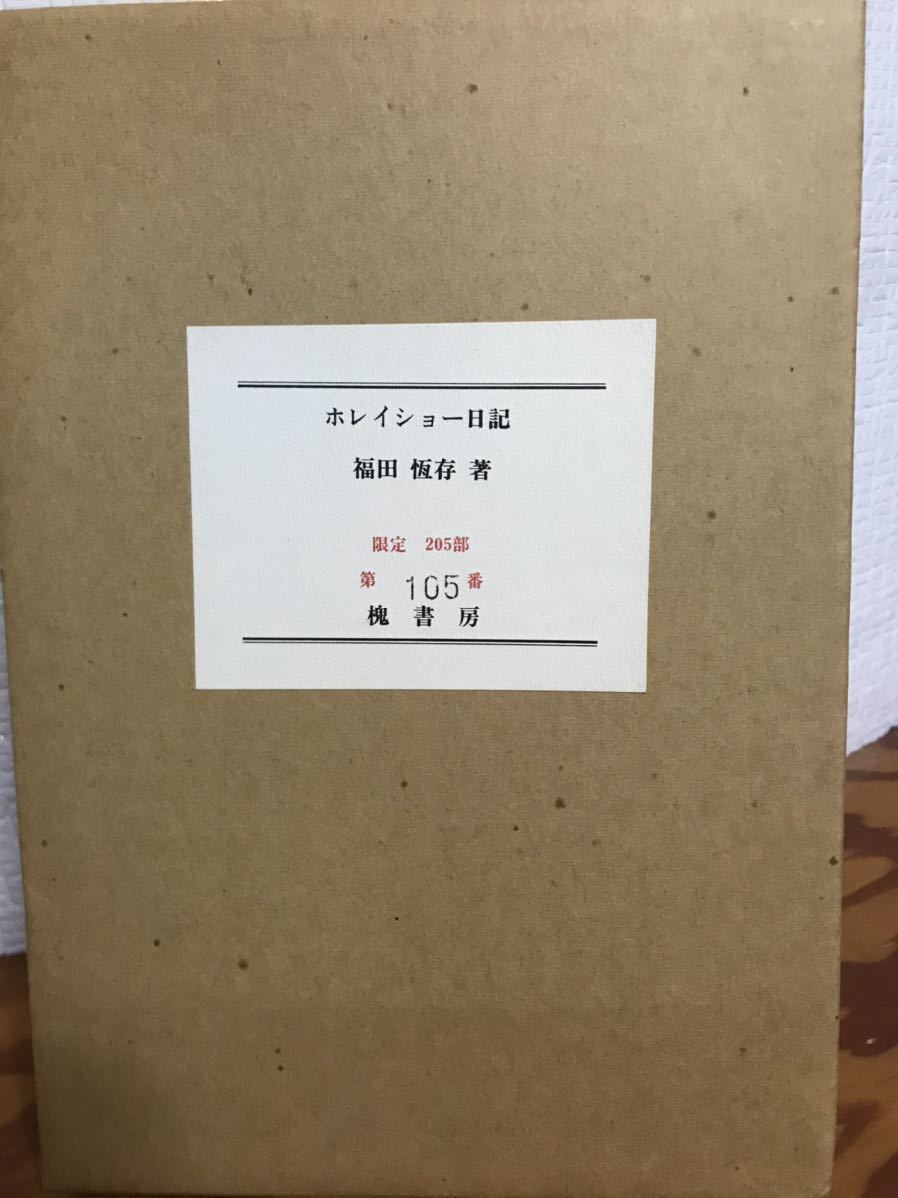 ホレイショー日記
福田 恆存 著
限定 205部
第 105 番
槐書房